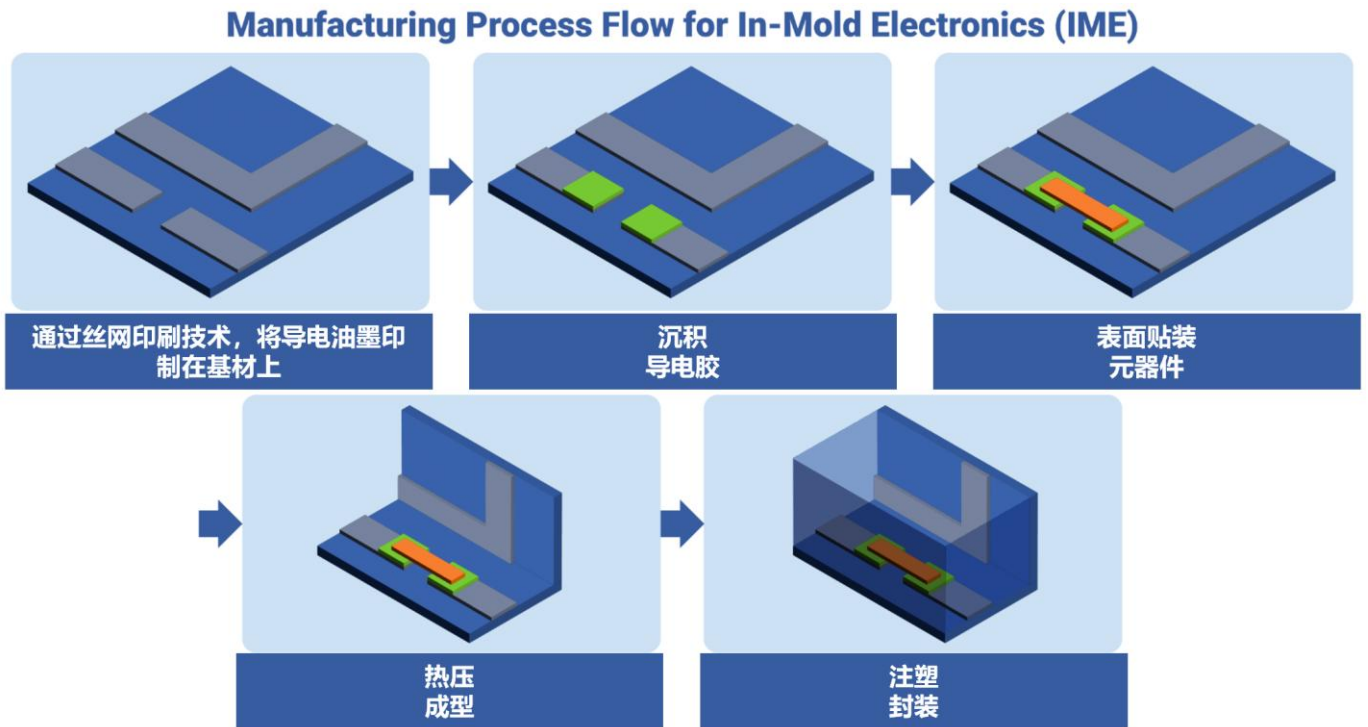 Manufacturing Process Flow for In-Mold Electronics (IME)
通过丝网印刷技术，将导电油墨印
制在基材上
沉积
导电胶
表面贴装
元器件
热压
成型
注塑
封装